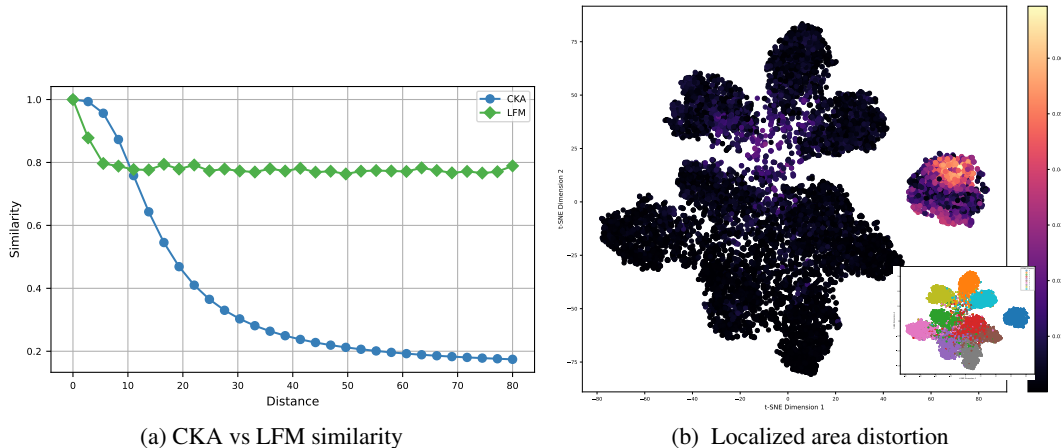 CKA
LFM
1.0
0.8
0.6
0.4
0.2
Similarity
0 10 20 30 40 50 60 70 80
Distance
(a) CKA vs LFM similarity
75
50
25
0
−25
−50
−75
t-SNE Dimension 2
−80 −60 −40 −20 0 20 40 60 80
t-SNE Dimension 1
(b) Localized area distortion